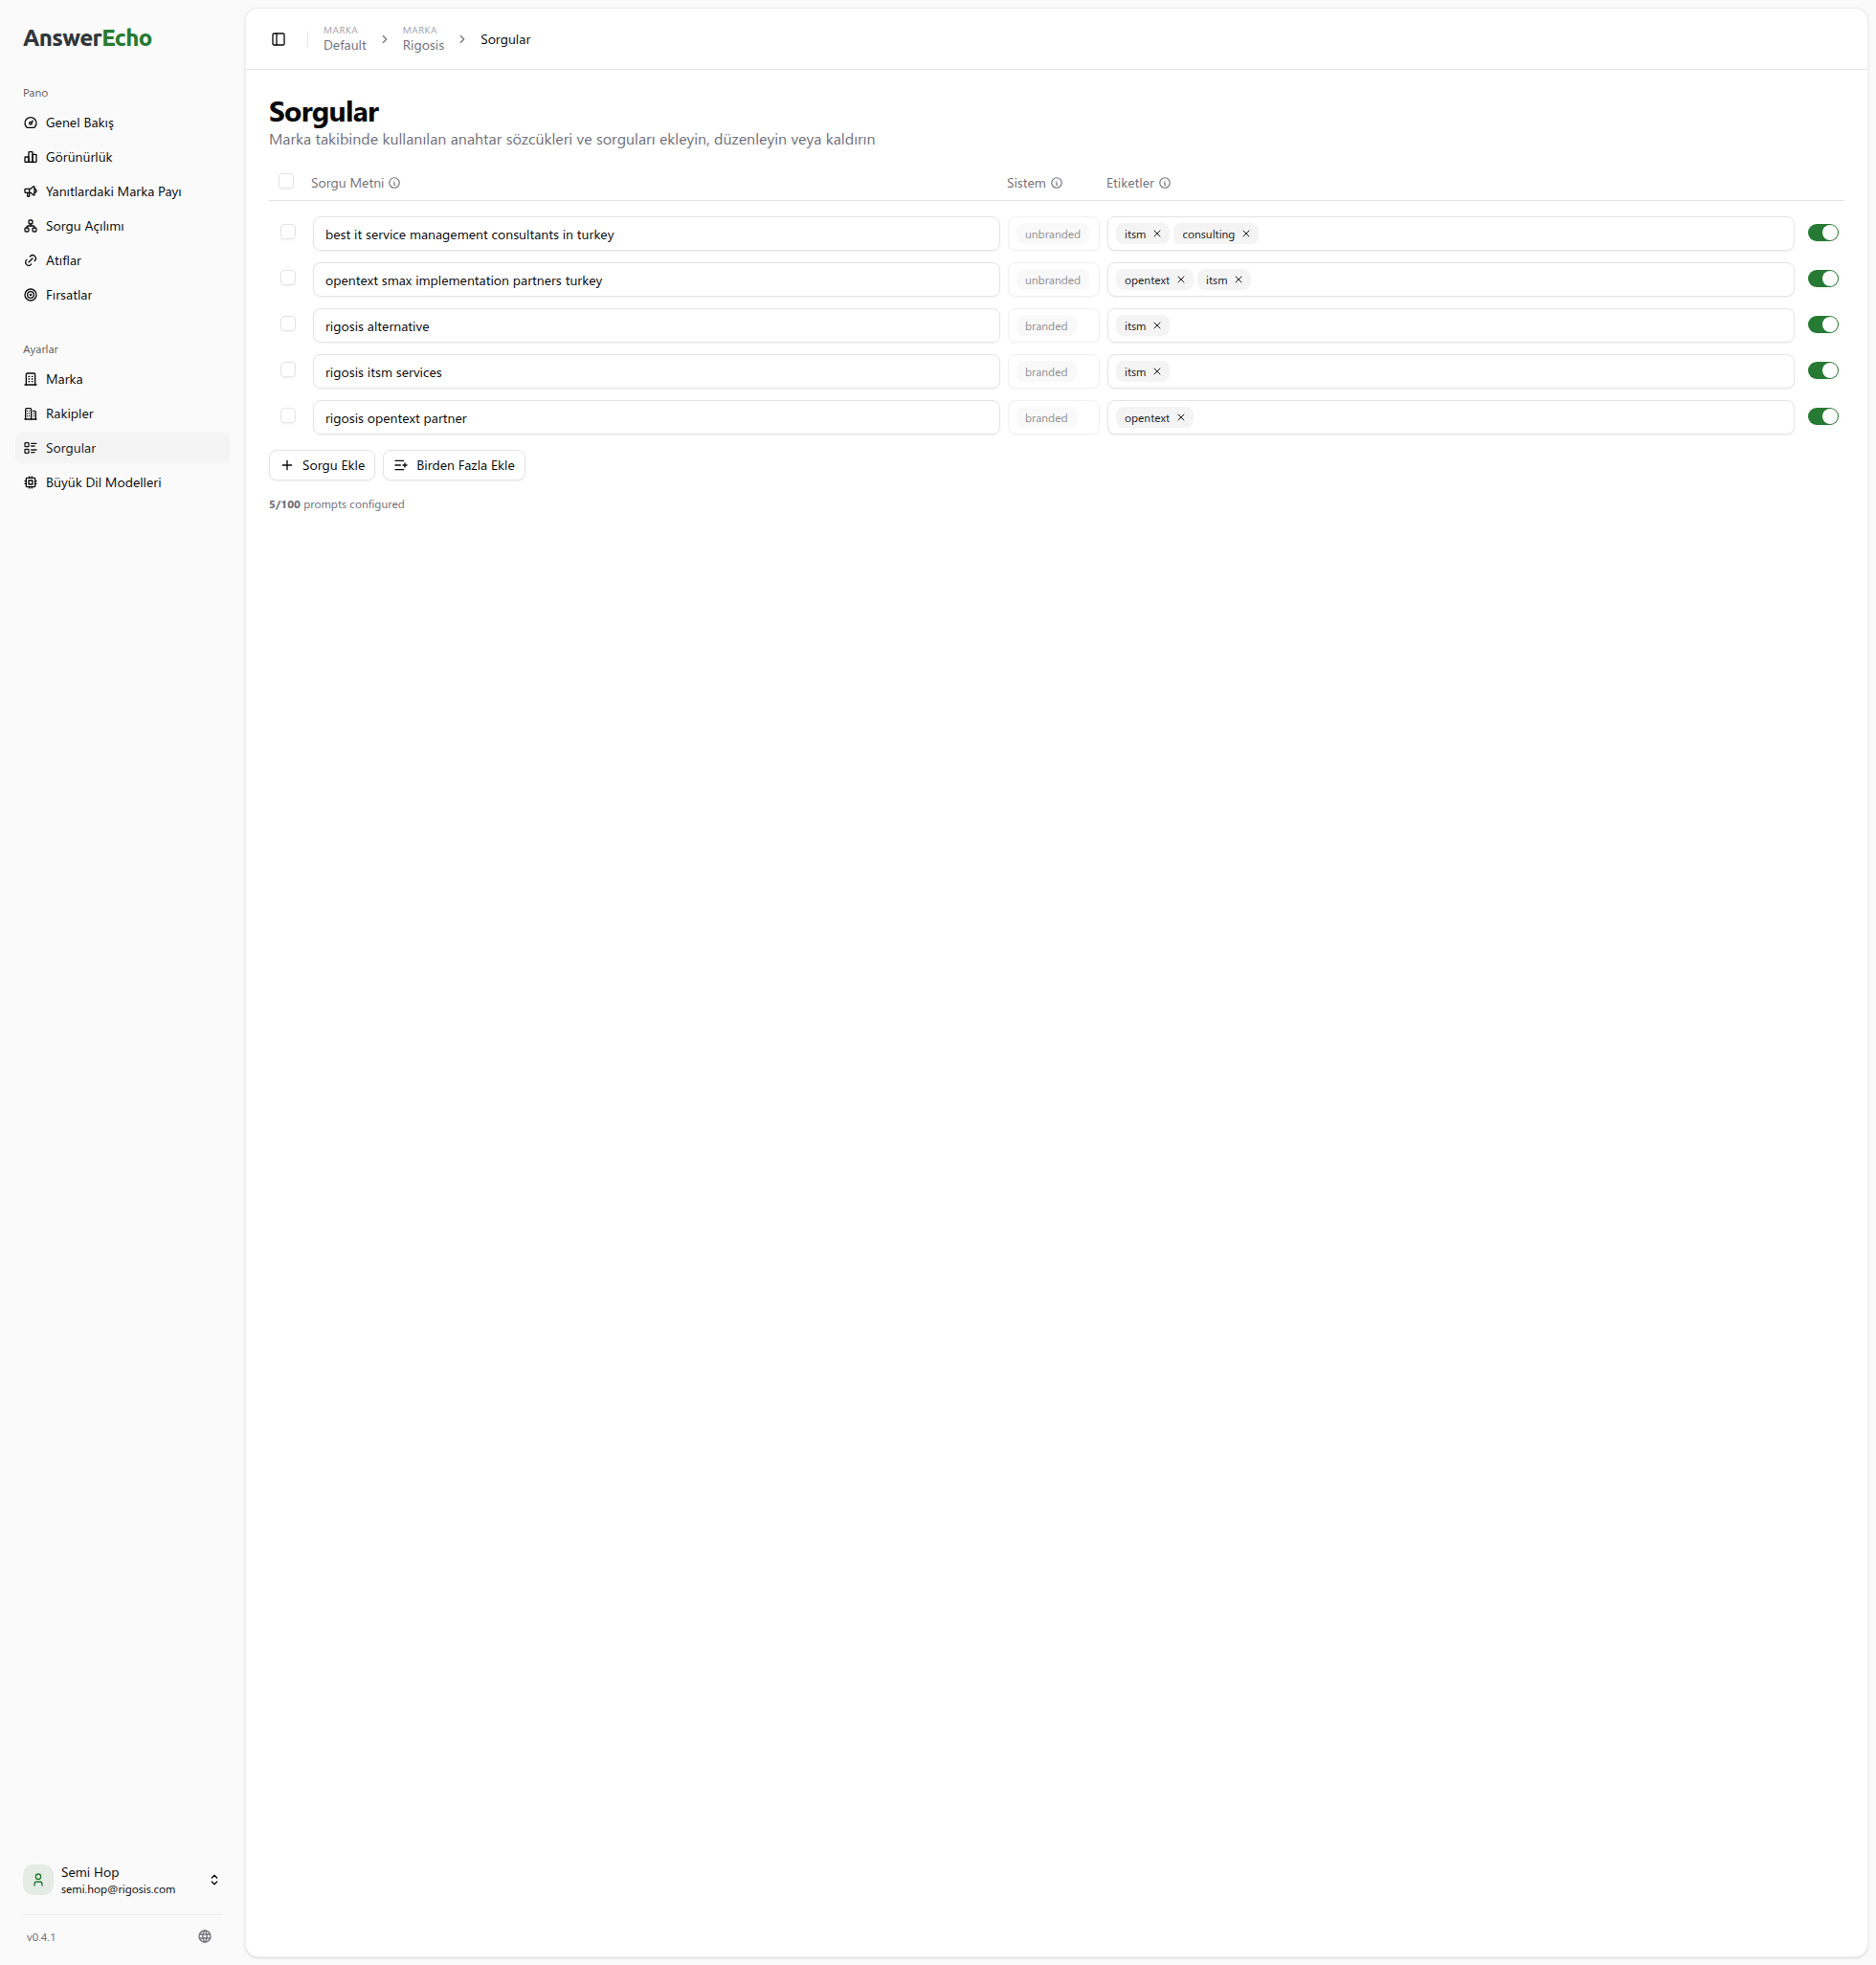 AnswerEcho
Pano
Genel Bakış
Görünürlük
Yanıtlardaki Marka Payı
Sorgu Açılımı
Atıflar
Fırsatlar
Ayarlar
Marka
Rakipler
Sorgular
Büyük Dil Modelleri
Semi Hop
semi.hop@rigosis.com
v0.4.1
MARKA
Default
MARKA
Rigosis
Sorgular
Sorgular
Marka takibinde kullanılan anahtar sözcükleri ve sorguları ekleyin, düzenleyin veya kaldırın
Sorgu Metni Sistem Etiketler
best it service management consultants in turkey unbranded itsm consulting
opentext smax implementation partners turkey unbranded opentext itsm
rigosis alternative branded itsm
rigosis itsm services branded itsm
rigosis opentext partner branded opentext
Sorgu Ekle Birden Fazla Ekle
5/100 prompts configured